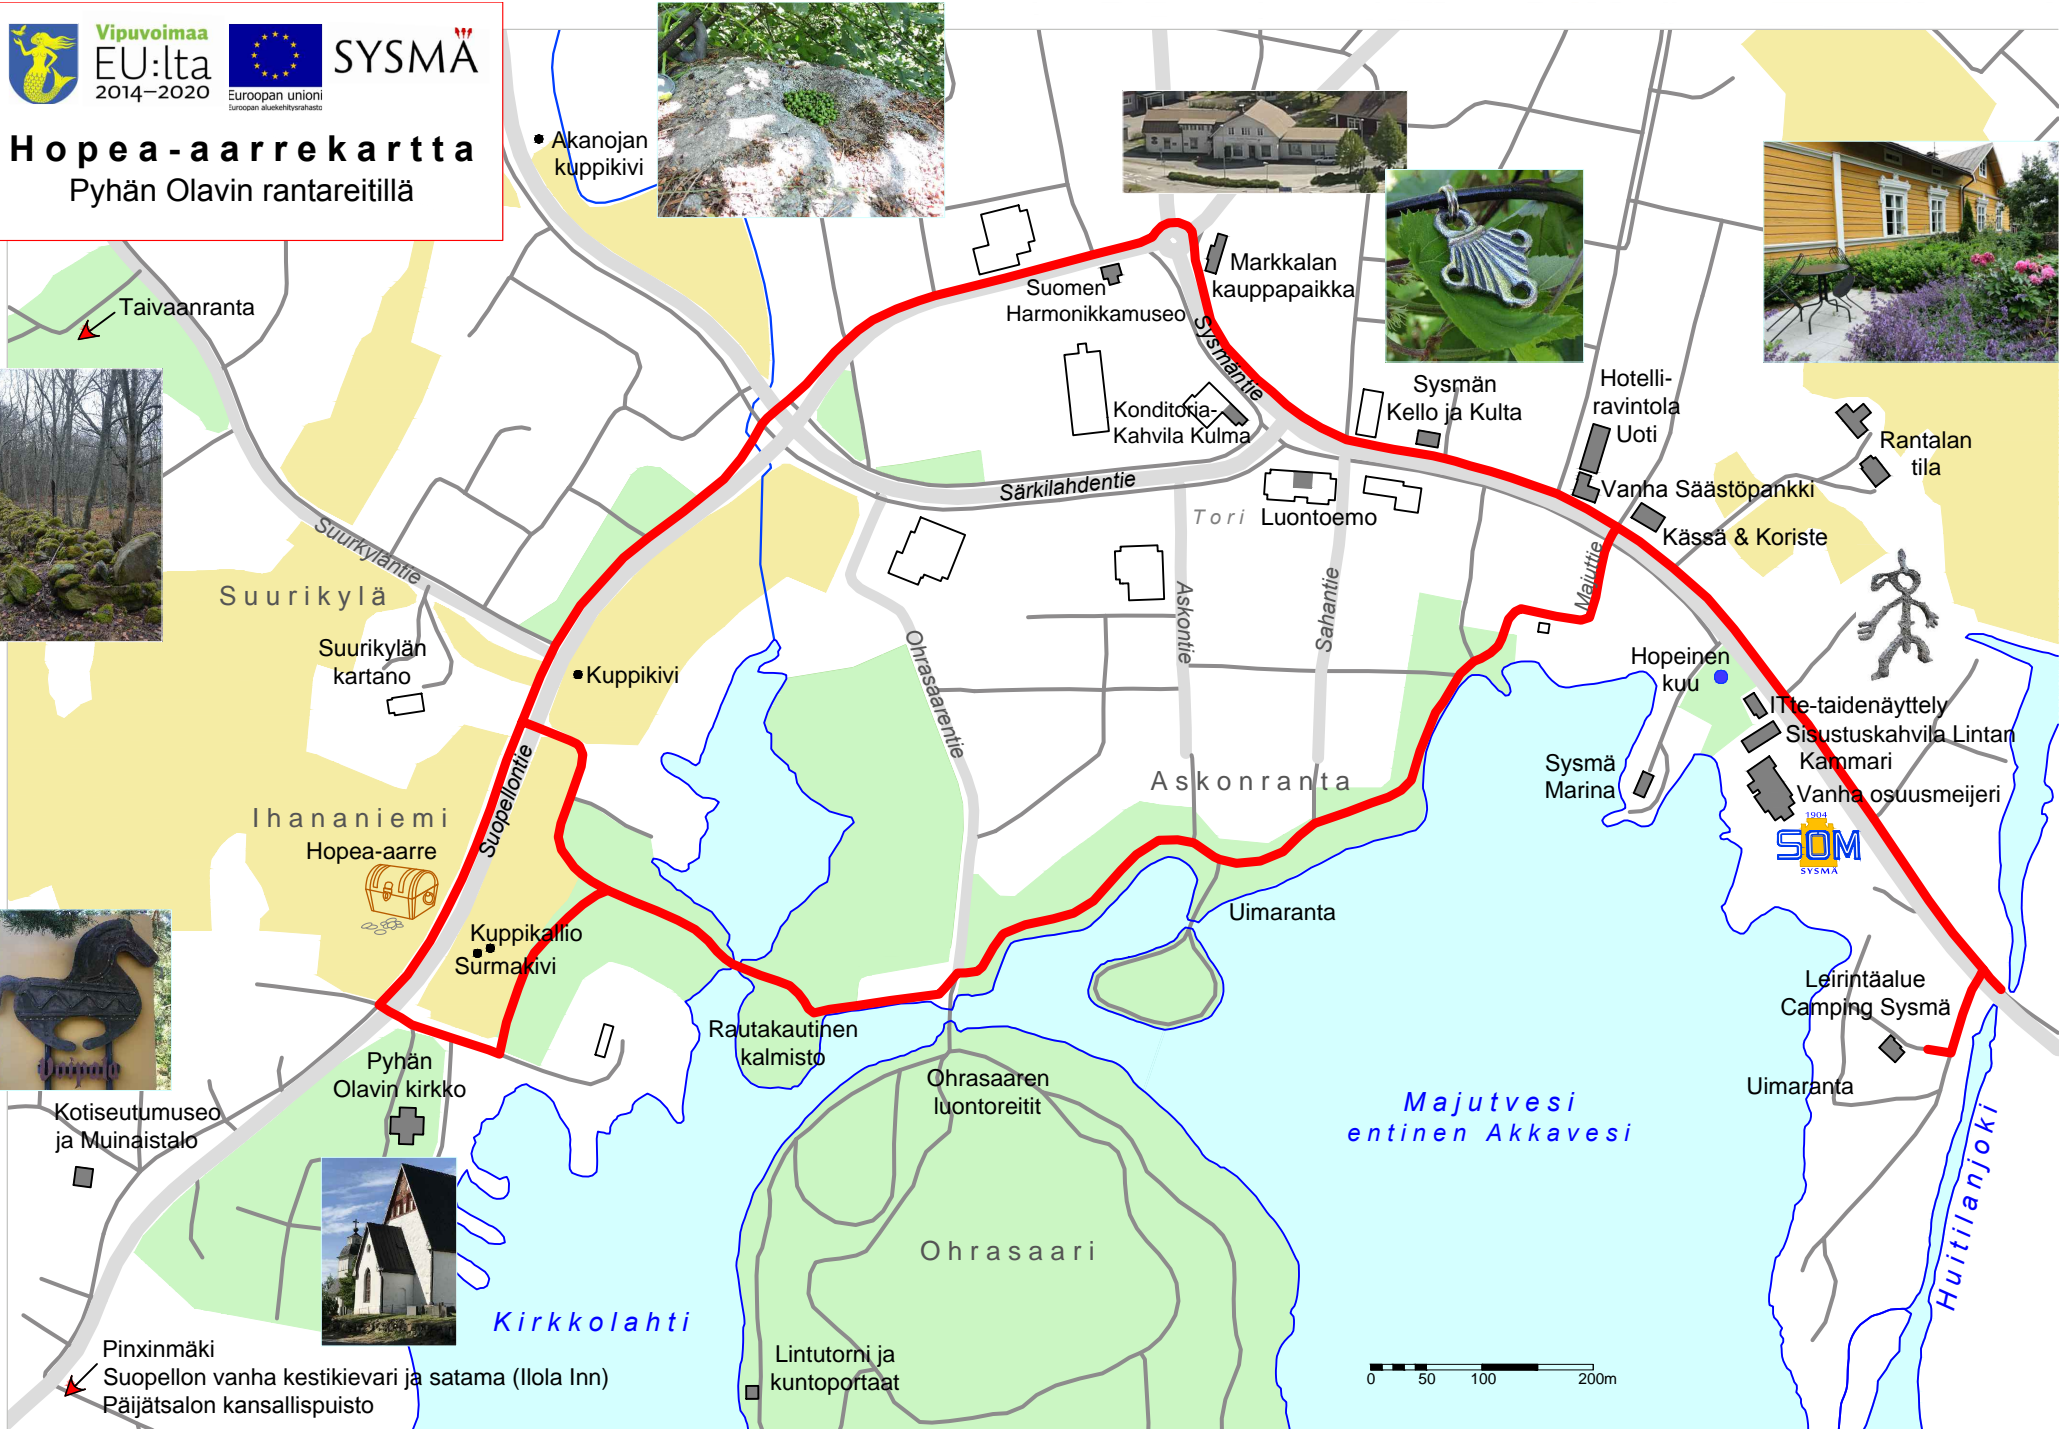 Vipuvoimaa
EU:lta
2014–2020
Euroopan unioni
Euroopan aluekehitysrahasto
SYSMÄ
Hopea-aarrekartta
Pyhän Olavin rantareitillä
Akanojan
kuppikivi
Taivaanranta
Suomen
Harmonikkamuseo
Markkalan
kauppapaikka
Sysmäntie
Konditoria-
Kahvila Kulma
Sysmän
Kello ja Kulta
Hotelli-
ravintola
Uoti
Rantalan
tila
Vanha Säästöpankki
Kässä & Koriste
Särkilahdentie
Tori
Luontoemo
Suurkyläntie
Suurikylä
Suurikylän
kartano
Kuppikivi
Ohrasaarentie
Askontie
Sahantie
Majutie
Hopeinen
kuu
ITte-taidenäyttely
Sisustuskahvila Lintan
Kammari
Vanha osuusmeijeri
1904
SOM
SYSMÄ
Sysmä
Marina
Askonranta
Suopellontie
Ihananiemi
Hopea-aarre
Kuppikallio
Surmakivi
Uimaranta
Leirintäalue
Camping Sysmä
Uimaranta
Rautakautinen
kalmisto
Pyhän
Olavin kirkko
Ohrasaaren
luontoreitit
Majutvesi
entinen Akkavesi
Huitilanjoki
Kotiseutumuseo
ja Muinaistalo
Ohrasaari
Kirkkolahti
Lintutorni ja
kuntoportaat
Pinxinmäki
Suopellon vanha kestikievari ja satama (Ilola Inn)
Päijätsalon kansallispuisto
0 50 100 200m